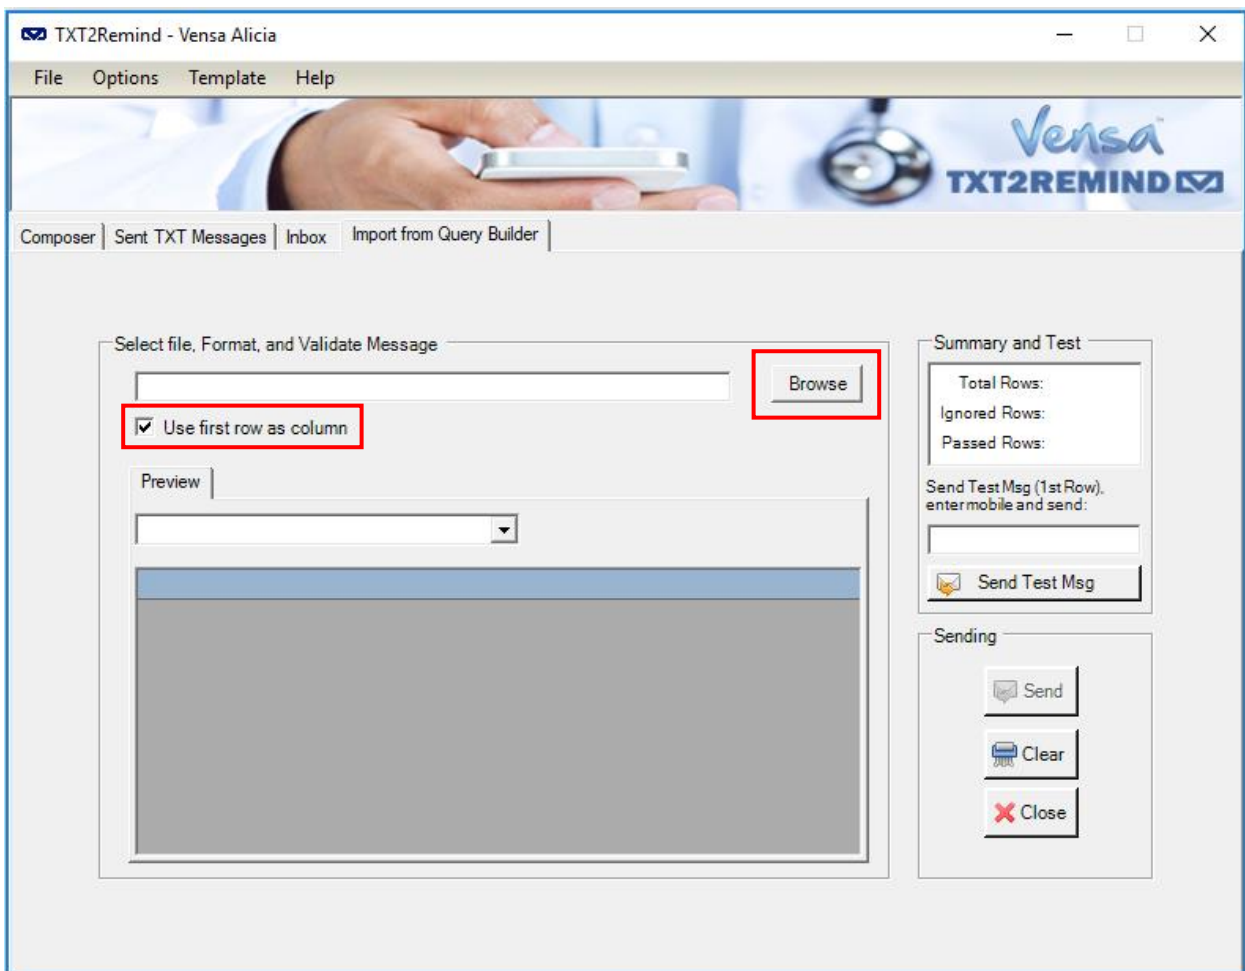 TXT2Remind - Vensa Alicia
File Options Template Help
Vensa™
TXT2REMIND
Composer Sent TXT Messages Inbox Import from Query Builder
Select file, Format, and Validate Message
Browse
Use first row as column
Preview
Summary and Test
Total Rows:
Ignored Rows:
Passed Rows:
Send Test Msg (1st Row),
enter mobile and send:
Send Test Msg
Sending
Send
Clear
Close